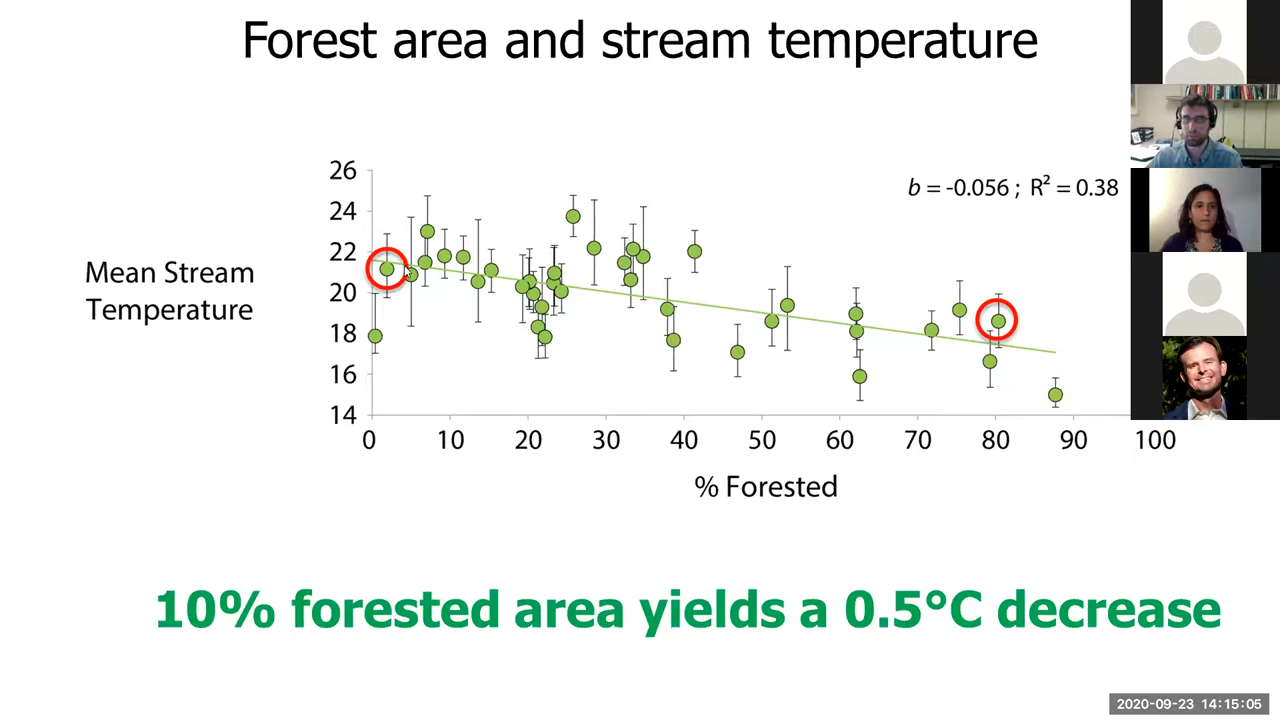 Forest area and stream temperature
b = -0.056 ; R² = 0.38
Mean Stream
Temperature
26
24
22
20
18
16
14
0 10 20 30 40 50 60 70 80 90 100
% Forested
10% forested area yields a 0.5°C decrease
2020-09-23 14:15:05